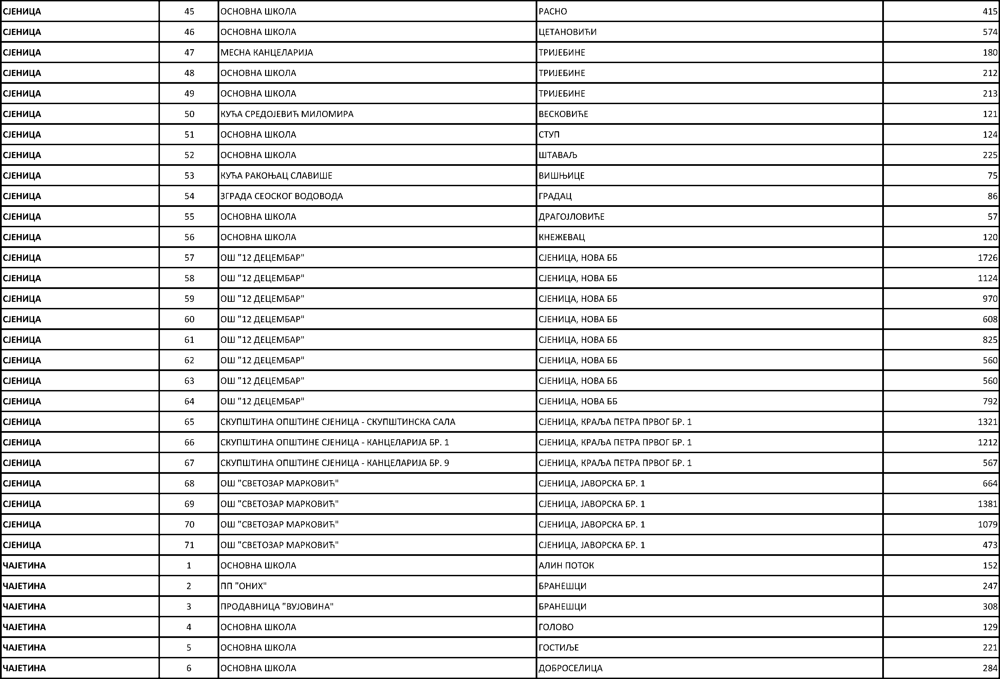 СЈЕНИЦА 45 ОСНОВНА ШКОЛА РАСНО 415
СЈЕНИЦА 46 ОСНОВНА ШКОЛА ЦЕТАНОВИЋИ 574
СЈЕНИЦА 47 МЕСНА КАНЦЕЛАРИЈА ТРИЈЕБИНЕ 180
СЈЕНИЦА 48 ОСНОВНА ШКОЛА ТРИЈЕБИНЕ 212
СЈЕНИЦА 49 ОСНОВНА ШКОЛА ТРИЈЕБИНЕ 213
СЈЕНИЦА 50 КУЋА СРЕДОЈЕВИЋ МИЛОМИРА ВЕСКОВИЋЕ 121
СЈЕНИЦА 51 ОСНОВНА ШКОЛА СТУП 124
СЈЕНИЦА 52 ОСНОВНА ШКОЛА ШТАВАЉ 225
СЈЕНИЦА 53 КУЋА РАКОЊАЦ СЛАВИШЕ ВИШЊИЦЕ 75
СЈЕНИЦА 54 ЗГРАДА СЕОСКОГ ВОДОВОДА ГРАДАЦ 86
СЈЕНИЦА 55 ОСНОВНА ШКОЛА ДРАГОЈЛОВИЋЕ 57
СЈЕНИЦА 56 ОСНОВНА ШКОЛА КНЕЖЕВАЦ 120
СЈЕНИЦА 57 ОШ "12 ДЕЦЕМБАР" СЈЕНИЦА, НОВА ББ 1726
СЈЕНИЦА 58 ОШ "12 ДЕЦЕМБАР" СЈЕНИЦА, НОВА ББ 1124
СЈЕНИЦА 59 ОШ "12 ДЕЦЕМБАР" СЈЕНИЦА, НОВА ББ 970
СЈЕНИЦА 60 ОШ "12 ДЕЦЕМБАР" СЈЕНИЦА, НОВА ББ 608
СЈЕНИЦА 61 ОШ "12 ДЕЦЕМБАР" СЈЕНИЦА, НОВА ББ 825
СЈЕНИЦА 62 ОШ "12 ДЕЦЕМБАР" СЈЕНИЦА, НОВА ББ 560
СЈЕНИЦА 63 ОШ "12 ДЕЦЕМБАР" СЈЕНИЦА, НОВА ББ 560
СЈЕНИЦА 64 ОШ "12 ДЕЦЕМБАР" СЈЕНИЦА, НОВА ББ 792
СЈЕНИЦА 65 СКУПШТИНА ОПШТИНЕ СЈЕНИЦА - СКУПШТИНСКА САЛА СЈЕНИЦА, КРАЉА ПЕТРА ПРВОГ БР. 1 1321
СЈЕНИЦА 66 СКУПШТИНА ОПШТИНЕ СЈЕНИЦА - КАНЦЕЛАРИЈА БР. 1 СЈЕНИЦА, КРАЉА ПЕТРА ПРВОГ БР. 1 1212
СЈЕНИЦА 67 СКУПШТИНА ОПШТИНЕ СЈЕНИЦА - КАНЦЕЛАРИЈА БР. 9 СЈЕНИЦА, КРАЉА ПЕТРА ПРВОГ БР. 1 567
СЈЕНИЦА 68 ОШ "СВЕТОЗАР МАРКОВИЋ" СЈЕНИЦА, ЈАВОРСКА БР. 1 664
СЈЕНИЦА 69 ОШ "СВЕТОЗАР МАРКОВИЋ" СЈЕНИЦА, ЈАВОРСКА БР. 1 1381
СЈЕНИЦА 70 ОШ "СВЕТОЗАР МАРКОВИЋ" СЈЕНИЦА, ЈАВОРСКА БР. 1 1079
СЈЕНИЦА 71 ОШ "СВЕТОЗАР МАРКОВИЋ" СЈЕНИЦА, ЈАВОРСКА БР. 1 473
ЧАЈЕТИНА 1 ОСНОВНА ШКОЛА АЛИН ПОТОК 152
ЧАЈЕТИНА 2 ПП "ОНИХ" БРАНЕШЦИ 247
ЧАЈЕТИНА 3 ПРОДАВНИЦА "ВУЈОВИНА" БРАНЕШЦИ 308
ЧАЈЕТИНА 4 ОСНОВНА ШКОЛА ГОЛОВО 129
ЧАЈЕТИНА 5 ОСНОВНА ШКОЛА ГОСТИЉЕ 221
ЧАЈЕТИНА 6 ОСНОВНА ШКОЛА ДОБРОСЕЛИЦА 284